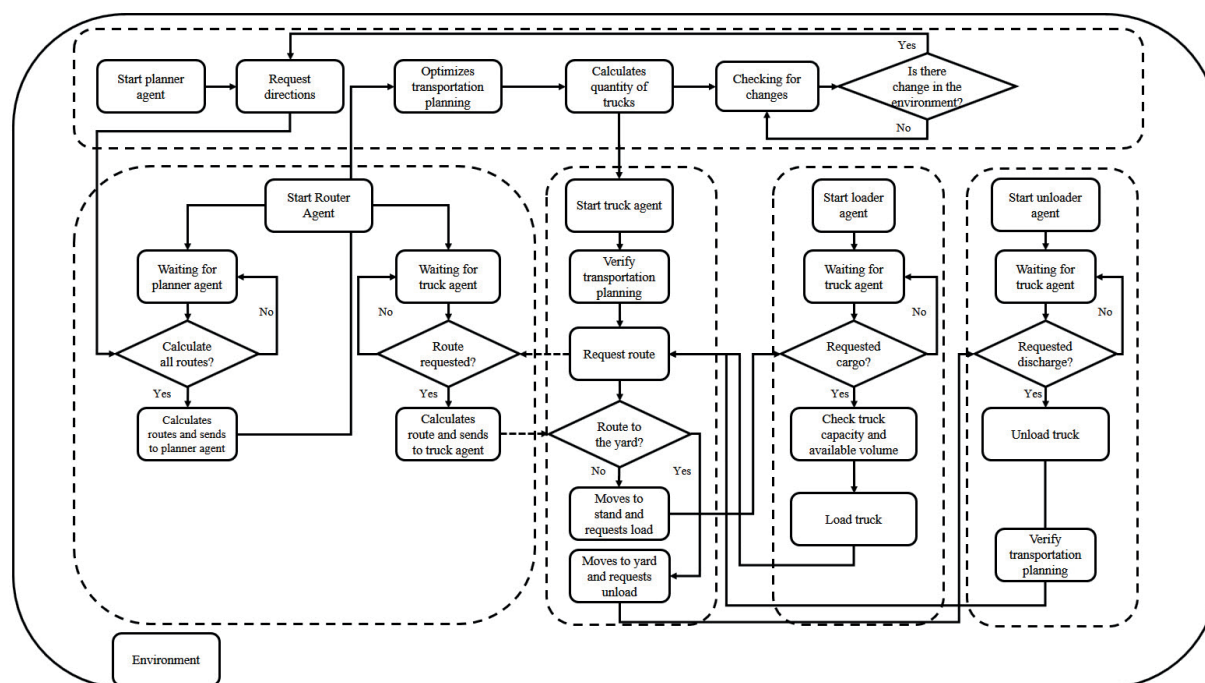 Yes
Start planner
agent
Request
directions
Optimizes
transportation
planning
Calculates
quantity of
trucks
Checking for
changes
Is there
change in the
environment?
No
Start Router
Agent
Waiting for
planner agent
No
Calculate
all routes?
Yes
Calculates
routes and sends
to planner agent
Waiting for
truck agent
No
Route
requested?
Yes
Calculates
route and sends
to truck agent
Start truck agent
Verify
transportation
planning
Request route
Route to
the yard?
No
Yes
Moves to
stand and
requests load
Moves to yard
and requests
unload
Start loader
agent
Waiting for
truck agent
No
Requested
cargo?
Yes
Check truck
capacity and
available volume
Load truck
Start unloader
agent
Waiting for
truck agent
No
Requested
discharge?
Yes
Unload truck
Verify
transportation
planning
Environment